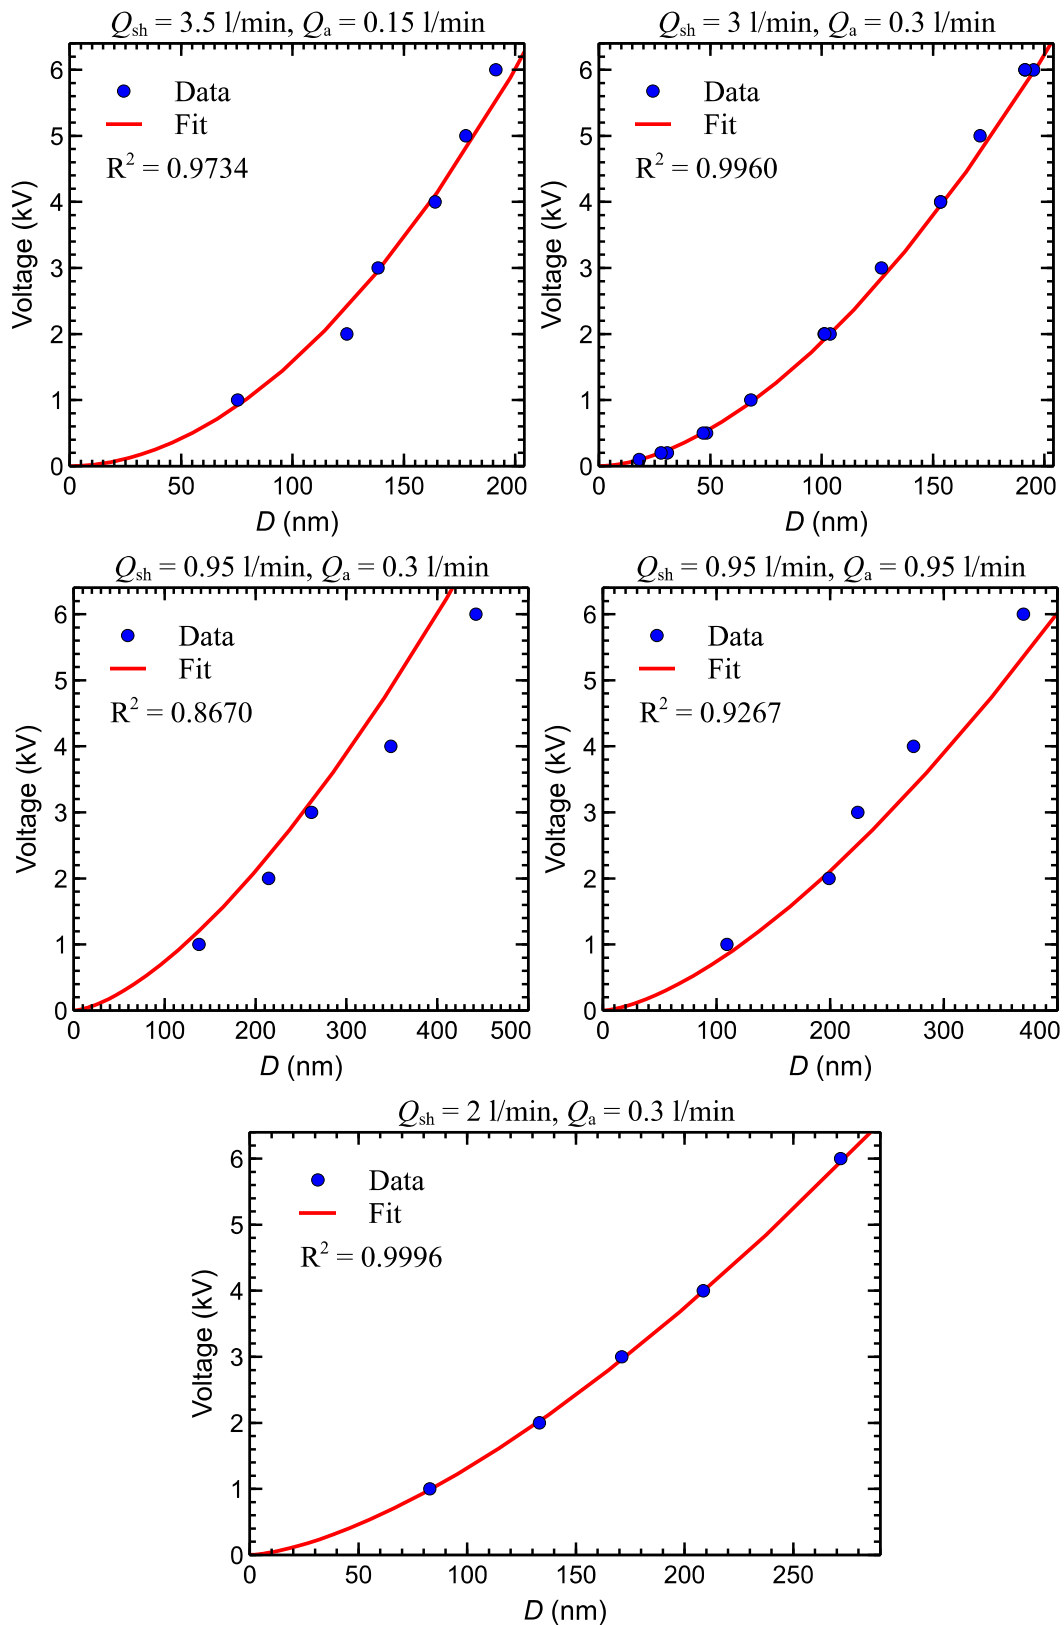 Qsh = 3.5 l/min, Qa = 0.15 l/min
6
5
4
3
2
1
0
Voltage (kV)
Data
Fit
R² = 0.9734
0 50 100 150 200
D (nm)
Qsh = 3 l/min, Qa = 0.3 l/min
6
5
4
3
2
1
0
Voltage (kV)
Data
Fit
R² = 0.9960
0 50 100 150 200
D (nm)
Qsh = 0.95 l/min, Qa = 0.3 l/min
6
5
4
3
2
1
0
Voltage (kV)
Data
Fit
R² = 0.8670
0 100 200 300 400 500
D (nm)
Qsh = 0.95 l/min, Qa = 0.95 l/min
6
5
4
3
2
1
0
Voltage (kV)
Data
Fit
R² = 0.9267
0 100 200 300 400
D (nm)
Qsh = 2 l/min, Qa = 0.3 l/min
6
5
4
3
2
1
0
Voltage (kV)
Data
Fit
R² = 0.9996
0 50 100 150 200 250
D (nm)